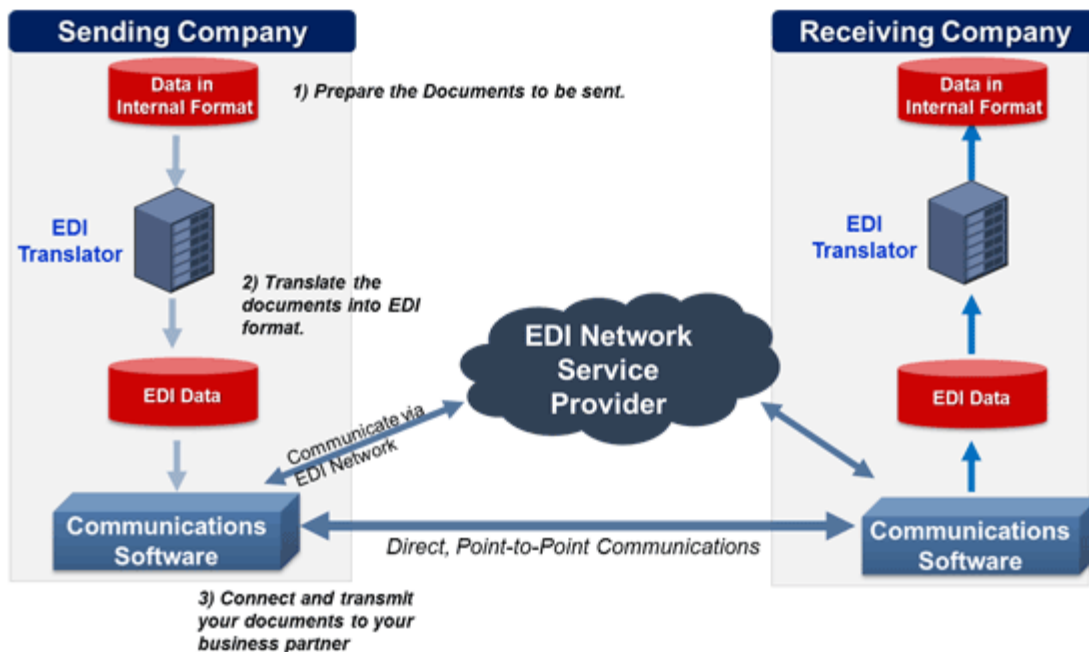 Sending Company
Receiving Company
Data in
Internal Format
1) Prepare the Documents to be sent.
Data in
Internal Format
EDI
Translator
EDI
Translator
2) Translate the
documents into EDI
format.
EDI Network
Service
Provider
EDI Data
EDI Data
Communicate via
EDI Network
Communications
Software
Direct, Point-to-Point Communications
Communications
Software
3) Connect and transmit
your documents to your
business partner